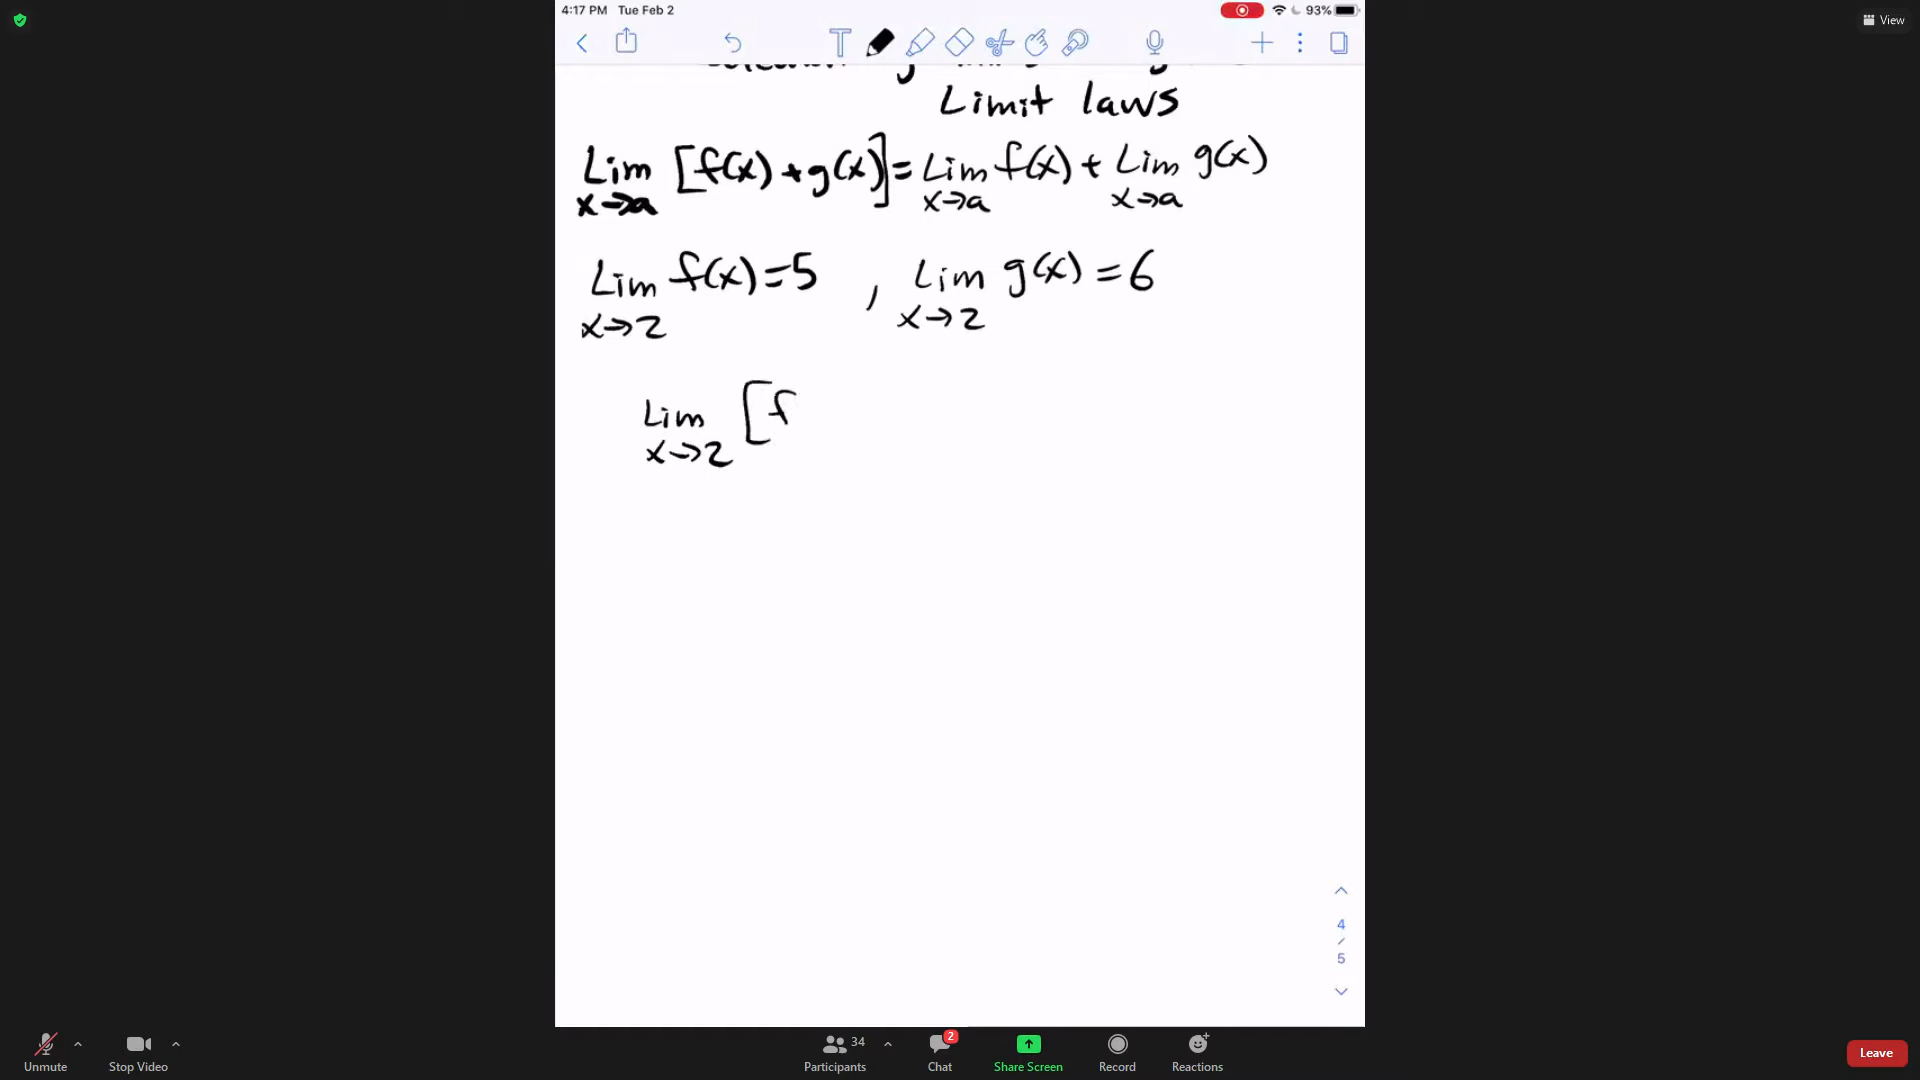 4:17 PM Tue Feb 2 93%
View
Limit laws
Lim [f(x)+g(x)]=Lim f(x)+Lim g(x)
x→a x→a x→a
Lim f(x)=5 , Lim g(x)=6
x→2 x→2
Lim [f
x→2
4
/
5
34 2
Unmute Stop Video Participants Chat Share Screen Record Reactions Leave